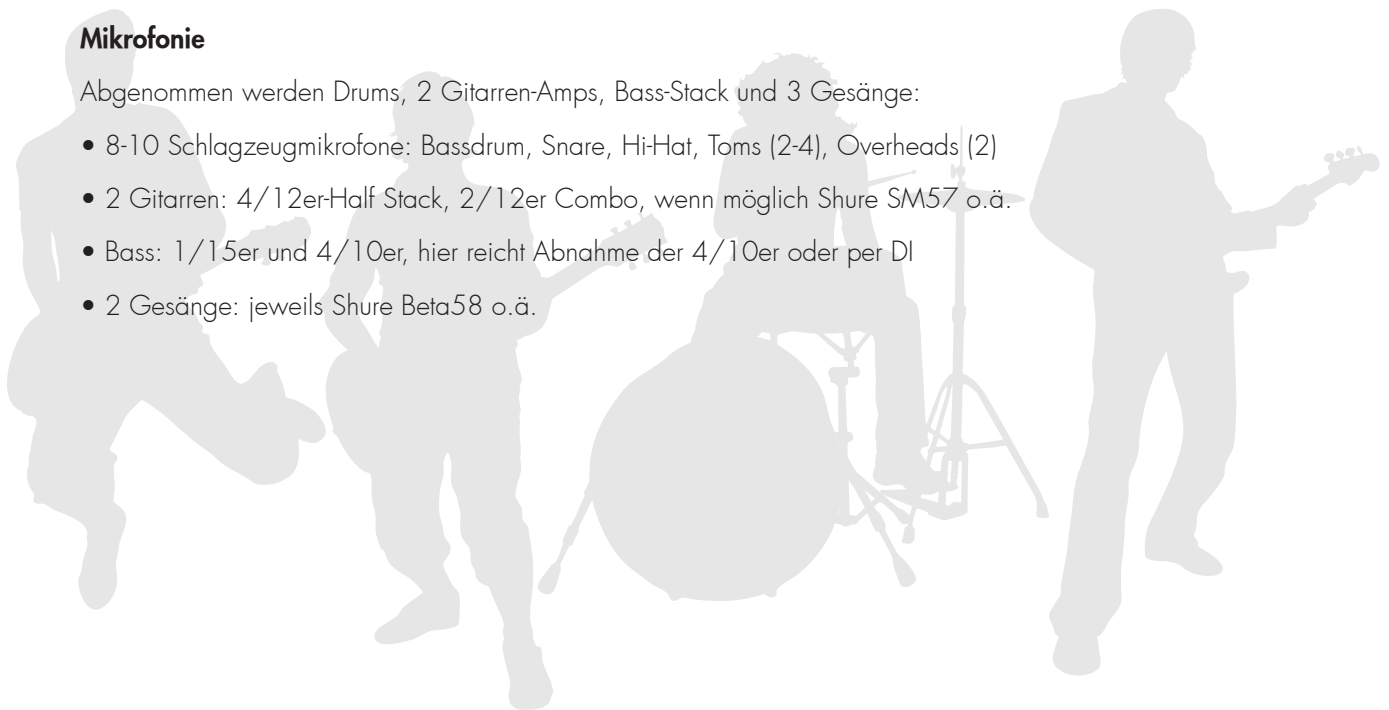 Mikrofonie
Abgenommen werden Drums, 2 Gitarren-Amps, Bass-Stack und 3 Gesänge:
• 8-10 Schlagzeugmikrofone: Bassdrum, Snare, Hi-Hat, Toms (2-4), Overheads (2)
• 2 Gitarren: 4/12er-Half Stack, 2/12er Combo, wenn möglich Shure SM57 o.ä.
• Bass: 1/15er und 4/10er, hier reicht Abnahme der 4/10er oder per DI
• 2 Gesänge: jeweils Shure Beta58 o.ä.